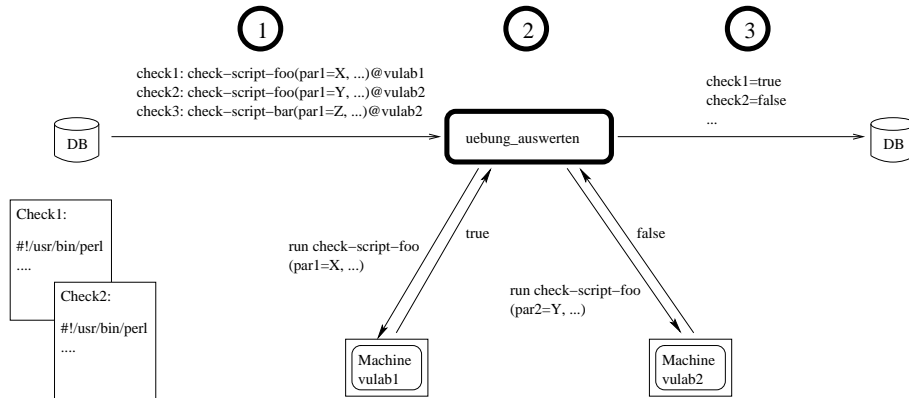 1
2
3
check1: check−script−foo(par1=X, ...)@vulab1
check2: check−script−foo(par1=Y, ...)@vulab2
check3: check−script−bar(par1=Z, ...)@vulab2
check1=true
check2=false
...
DB
uebung_auswerten
DB
Check1:
#!/usr/bin/perl
....
Check2:
#!/usr/bin/perl
....
run check−script−foo
(par1=X, ...)
true
false
run check−script−foo
(par2=Y, ...)
Machine
vulab1
Machine
vulab2